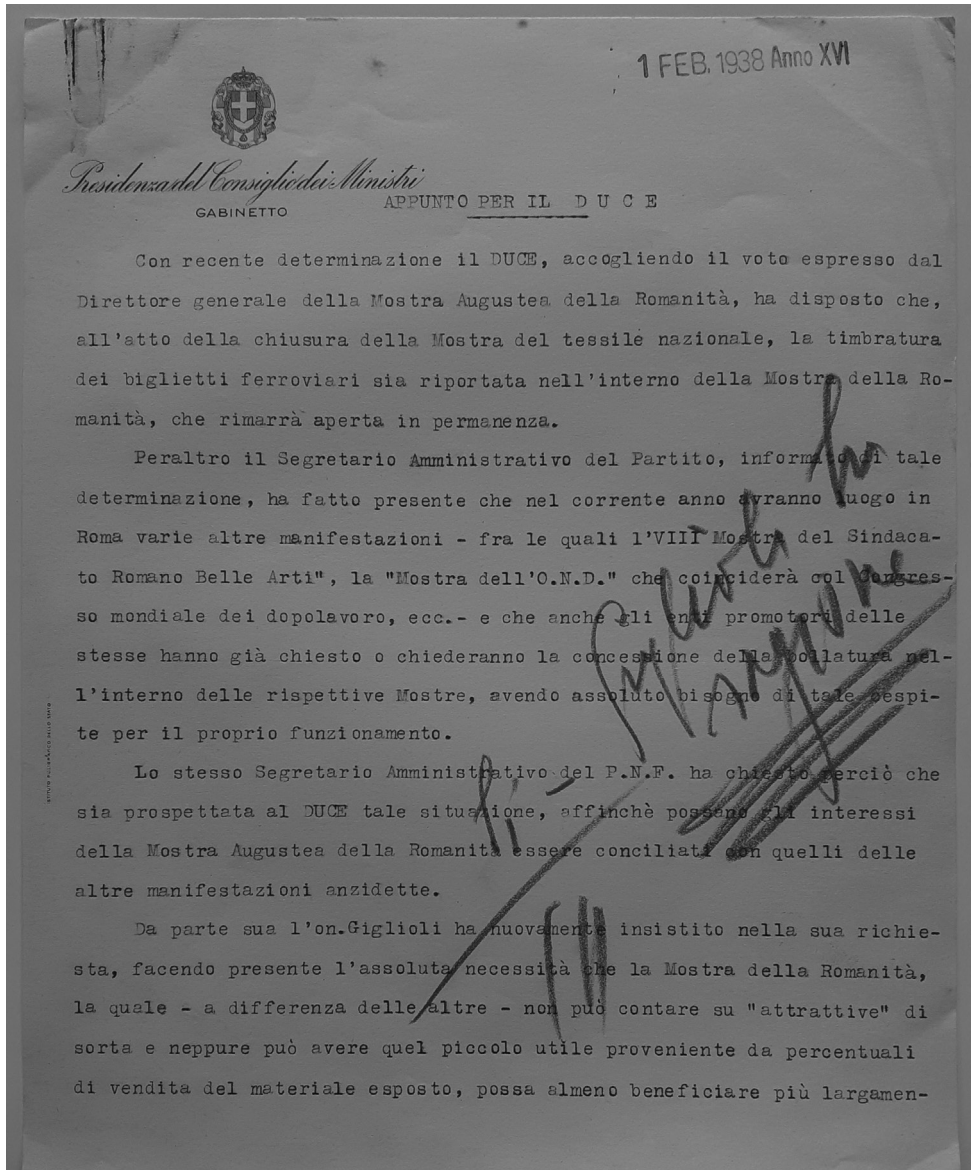 1 FEB. 1938 Anno XVI
Presidenza del Consiglio dei Ministri
GABINETTO
APPUNTO PER IL D U C E
Con recente determinazione il DUCE, accogliendo il voto espresso dal
Direttore generale della Mostra Augustea della Romanità, ha disposto che,
all'atto della chiusura della Mostra del tessile nazionale, la timbratura
dei biglietti ferroviari sia riportata nell'interno della Mostra della Ro-
manità, che rimarrà aperta in permanenza.
Peraltro il Segretario Amministrativo del Partito, informato di tale
determinazione, ha fatto presente che nel corrente anno avranno luogo in
Roma varie altre manifestazioni - fra le quali l'VIII Mostra del Sindaca-
to Romano Belle Arti", la "Mostra dell'O.N.D." che coinciderà col Congres-
so mondiale dei dopolavoro, ecc.- e che anche gli enti promotori delle
stesse hanno già chiesto o chiederanno la concessione della bollatura nel-
l'interno delle rispettive Mostre, avendo assoluto bisogno di tale cespi-
te per il proprio funzionamento.
Lo stesso Segretario Amministrativo del P.N.F. ha chiesto perciò che
sia prospettata al DUCE tale situazione, affinchè possano gli interessi
della Mostra Augustea della Romanità essere conciliati con quelli delle
altre manifestazioni anzidette.
Da parte sua l'on.Giglioli ha nuovamente insistito nella sua richie-
sta, facendo presente l'assoluta necessità che la Mostra della Romanità,
la quale - a differenza delle altre - non può contare su "attrattive" di
sorta e neppure può avere quel piccolo utile proveniente da percentuali
di vendita del materiale esposto, possa almeno beneficiare più largamen-
Sì - Giglioli ha
ragione